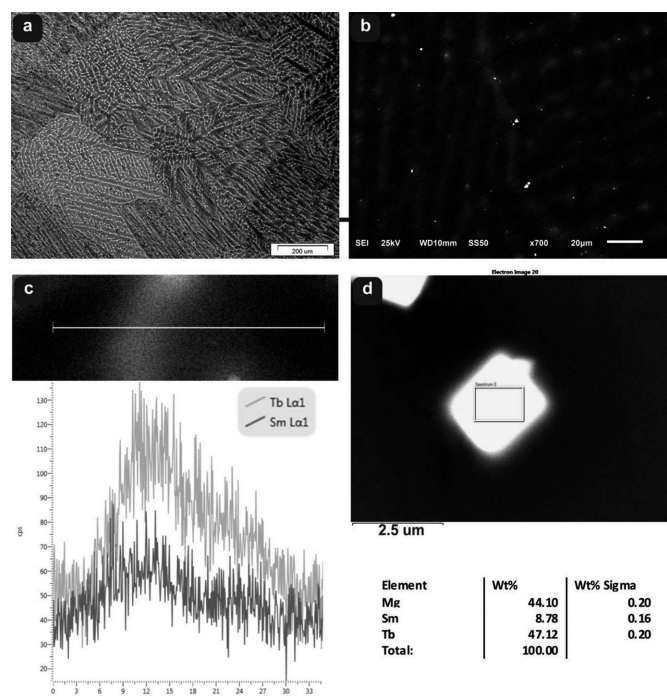 a
200 um
b
SEI 25kV WD10mm SS50 x700 20μm
Electron Image 20
c
Tb Lα1
Sm Lα1
cps
130
120
110
100
90
80
70
60
50
40
30
20
0 3 6 9 12 15 18 21 24 27 30 33
d
Spectrum 5
2.5 um
Element Wt% Wt% Sigma
Mg 44.10 0.20
Sm 8.78 0.16
Tb 47.12 0.20
Total: 100.00